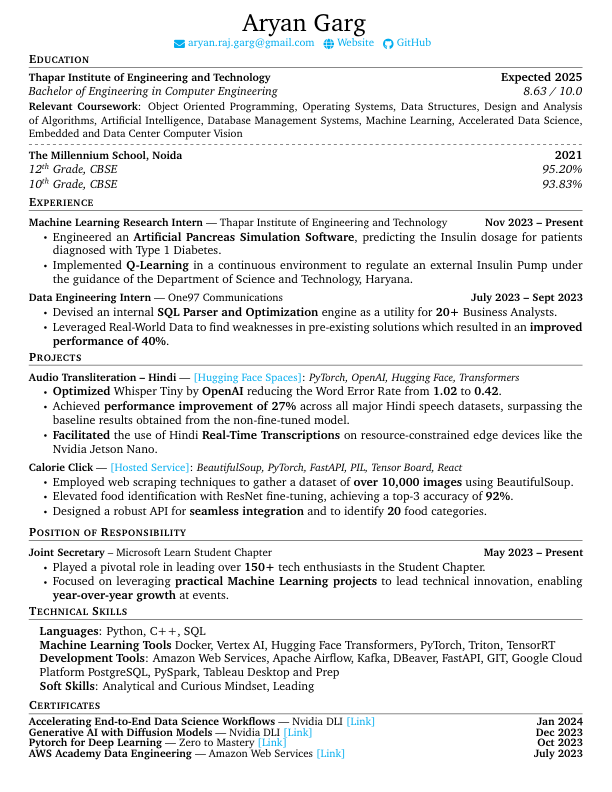 Aryan Garg
aryan.raj.garg@gmail.com Website GitHub
Education
Thapar Institute of Engineering and Technology Expected 2025
Bachelor of Engineering in Computer Engineering 8.63 / 10.0
Relevant Coursework: Object Oriented Programming, Operating Systems, Data Structures, Design and Analysis
of Algorithms, Artificial Intelligence, Database Management Systems, Machine Learning, Accelerated Data Science,
Embedded and Data Center Computer Vision
The Millennium School, Noida 2021
12th Grade, CBSE 95.20%
10th Grade, CBSE 93.83%
Experience
Machine Learning Research Intern — Thapar Institute of Engineering and Technology Nov 2023 – Present
• Engineered an Artificial Pancreas Simulation Software, predicting the Insulin dosage for patients
diagnosed with Type 1 Diabetes.
• Implemented Q-Learning in a continuous environment to regulate an external Insulin Pump under
the guidance of the Department of Science and Technology, Haryana.
Data Engineering Intern — One97 Communications July 2023 – Sept 2023
• Devised an internal SQL Parser and Optimization engine as a utility for 20+ Business Analysts.
• Leveraged Real-World Data to find weaknesses in pre-existing solutions which resulted in an improved
performance of 40%.
Projects
Audio Transliteration – Hindi — [Hugging Face Spaces]: PyTorch, OpenAI, Hugging Face, Transformers
• Optimized Whisper Tiny by OpenAI reducing the Word Error Rate from 1.02 to 0.42.
• Achieved performance improvement of 27% across all major Hindi speech datasets, surpassing the
baseline results obtained from the non-fine-tuned model.
• Facilitated the use of Hindi Real-Time Transcriptions on resource-constrained edge devices like the
Nvidia Jetson Nano.
Calorie Click — [Hosted Service]: BeautifulSoup, PyTorch, FastAPI, PIL, Tensor Board, React
• Employed web scraping techniques to gather a dataset of over 10,000 images using BeautifulSoup.
• Elevated food identification with ResNet fine-tuning, achieving a top-3 accuracy of 92%.
• Designed a robust API for seamless integration and to identify 20 food categories.
Position of Responsibility
Joint Secretary – Microsoft Learn Student Chapter May 2023 – Present
• Played a pivotal role in leading over 150+ tech enthusiasts in the Student Chapter.
• Focused on leveraging practical Machine Learning projects to lead technical innovation, enabling
year-over-year growth at events.
Technical Skills
Languages: Python, C++, SQL
Machine Learning Tools Docker, Vertex AI, Hugging Face Transformers, PyTorch, Triton, TensorRT
Development Tools: Amazon Web Services, Apache Airflow, Kafka, DBeaver, FastAPI, GIT, Google Cloud
Platform PostgreSQL, PySpark, Tableau Desktop and Prep
Soft Skills: Analytical and Curious Mindset, Leading
Certificates
Accelerating End-to-End Data Science Workflows — Nvidia DLI [Link] Jan 2024
Generative AI with Diffusion Models — Nvidia DLI [Link] Dec 2023
Pytorch for Deep Learning — Zero to Mastery [Link] Oct 2023
AWS Academy Data Engineering — Amazon Web Services [Link] July 2023